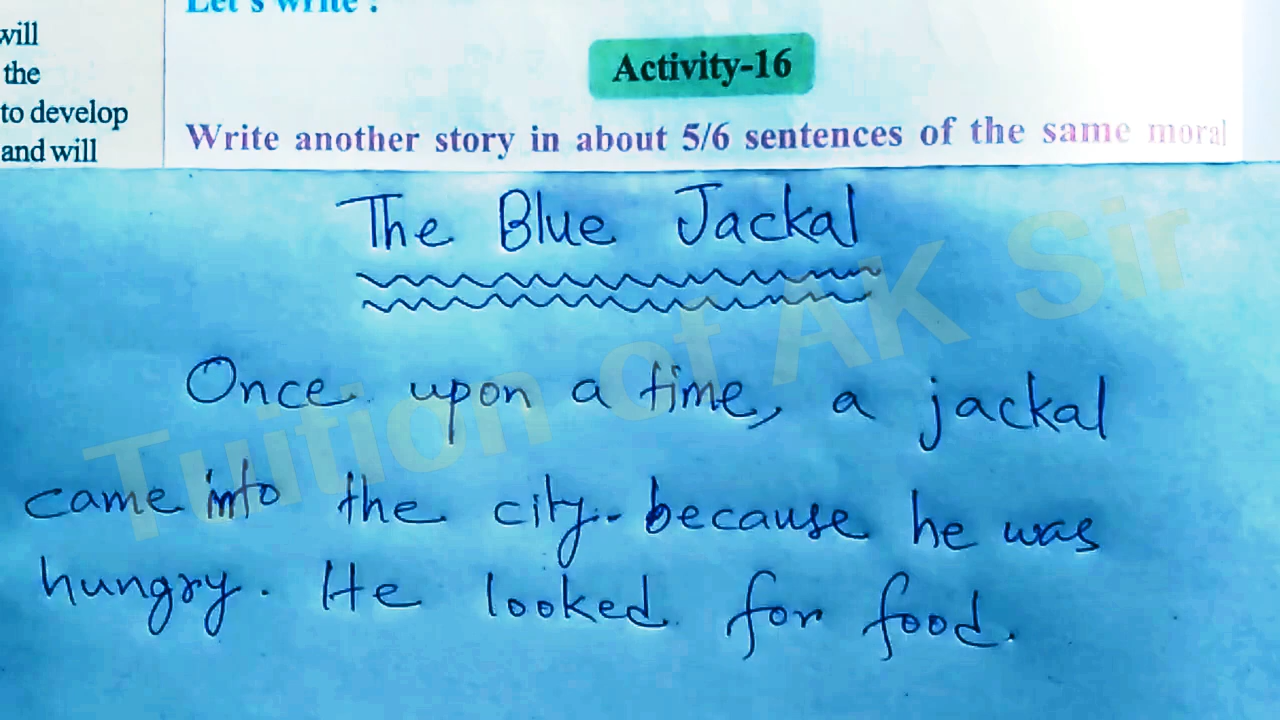 Let's write :
will
the
to develop
and will
Activity-16
Write another story in about 5/6 sentences of the same moral
The Blue Jackal
Once upon a time, a jackal
came into the city because he was
hungry. He looked for food.
Tuition of AK Sir